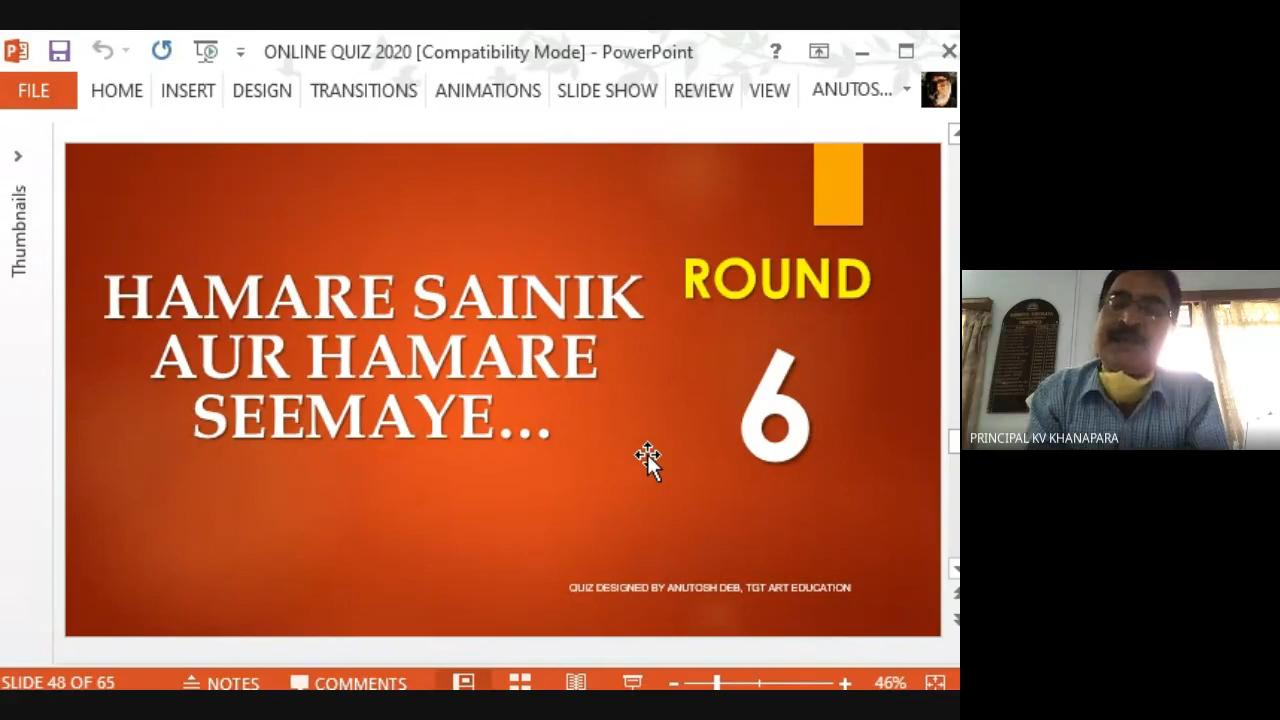 ONLINE QUIZ 2020 [Compatibility Mode] - PowerPoint
FILE HOME INSERT DESIGN TRANSITIONS ANIMATIONS SLIDE SHOW REVIEW VIEW ANUTOS...
Thumbnails
HAMARE SAINIK
AUR HAMARE
SEEMAYE...
ROUND
6
QUIZ DESIGNED BY ANUTOSH DEB, TGT ART EDUCATION
PRINCIPAL KV KHANAPARA
SLIDE 48 OF 65 NOTES COMMENTS 46%